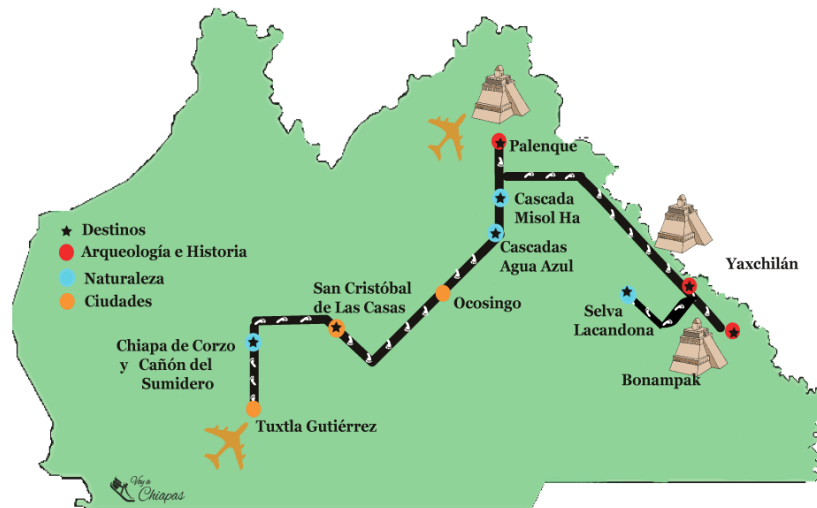 Palenque
Cascada
Misol Ha
Cascadas
Agua Azul
Yaxchilán
Destinos
Arqueología e Historia
Naturaleza
Ciudades
San Cristóbal
de Las Casas
Ocosingo
Selva
Lacandona
Chiapa de Corzo
y Cañón del
Sumidero
Bonampak
Tuxtla Gutiérrez
Voy a
Chiapas